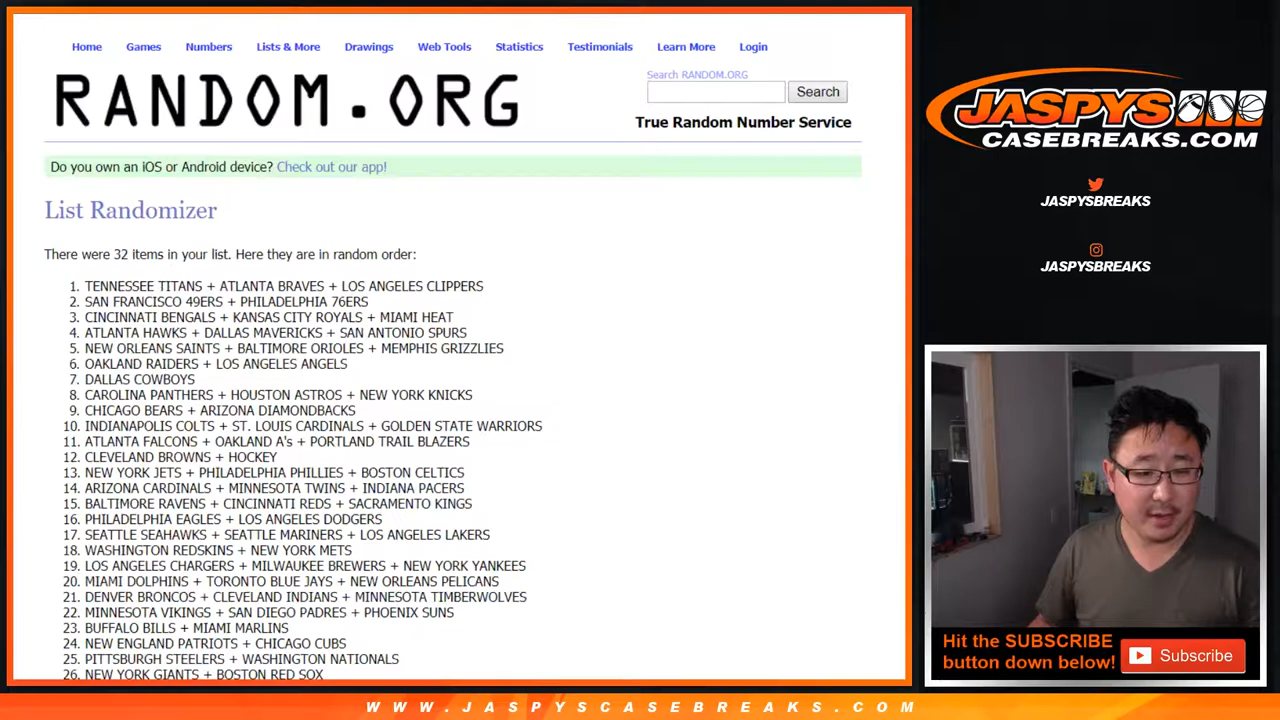 Home Games Numbers Lists & More Drawings Web Tools Statistics Testimonials Learn More Login
RANDOM.ORG
Search RANDOM.ORG
Search
True Random Number Service
Do you own an iOS or Android device? Check out our app!
List Randomizer
There were 32 items in your list. Here they are in random order:
1. TENNESSEE TITANS + ATLANTA BRAVES + LOS ANGELES CLIPPERS
2. SAN FRANCISCO 49ERS + PHILADELPHIA 76ERS
3. CINCINNATI BENGALS + KANSAS CITY ROYALS + MIAMI HEAT
4. ATLANTA HAWKS + DALLAS MAVERICKS + SAN ANTONIO SPURS
5. NEW ORLEANS SAINTS + BALTIMORE ORIOLES + MEMPHIS GRIZZLIES
6. OAKLAND RAIDERS + LOS ANGELES ANGELS
7. DALLAS COWBOYS
8. CAROLINA PANTHERS + HOUSTON ASTROS + NEW YORK KNICKS
9. CHICAGO BEARS + ARIZONA DIAMONDBACKS
10. INDIANAPOLIS COLTS + ST. LOUIS CARDINALS + GOLDEN STATE WARRIORS
11. ATLANTA FALCONS + OAKLAND A's + PORTLAND TRAIL BLAZERS
12. CLEVELAND BROWNS + HOCKEY
13. NEW YORK JETS + PHILADELPHIA PHILLIES + BOSTON CELTICS
14. ARIZONA CARDINALS + MINNESOTA TWINS + INDIANA PACERS
15. BALTIMORE RAVENS + CINCINNATI REDS + SACRAMENTO KINGS
16. PHILADELPHIA EAGLES + LOS ANGELES DODGERS
17. SEATTLE SEAHAWKS + SEATTLE MARINERS + LOS ANGELES LAKERS
18. WASHINGTON REDSKINS + NEW YORK METS
19. LOS ANGELES CHARGERS + MILWAUKEE BREWERS + NEW YORK YANKEES
20. MIAMI DOLPHINS + TORONTO BLUE JAYS + NEW ORLEANS PELICANS
21. DENVER BRONCOS + CLEVELAND INDIANS + MINNESOTA TIMBERWOLVES
22. MINNESOTA VIKINGS + SAN DIEGO PADRES + PHOENIX SUNS
23. BUFFALO BILLS + MIAMI MARLINS
24. NEW ENGLAND PATRIOTS + CHICAGO CUBS
25. PITTSBURGH STEELERS + WASHINGTON NATIONALS
26. NEW YORK GIANTS + BOSTON RED SOX
JASPYS
CASEBREAKS.COM
JASPYSBREAKS
JASPYSBREAKS
Hit the SUBSCRIBE
button down below!
Subscribe
WWW.JASPYSCASEBREAKS.COM